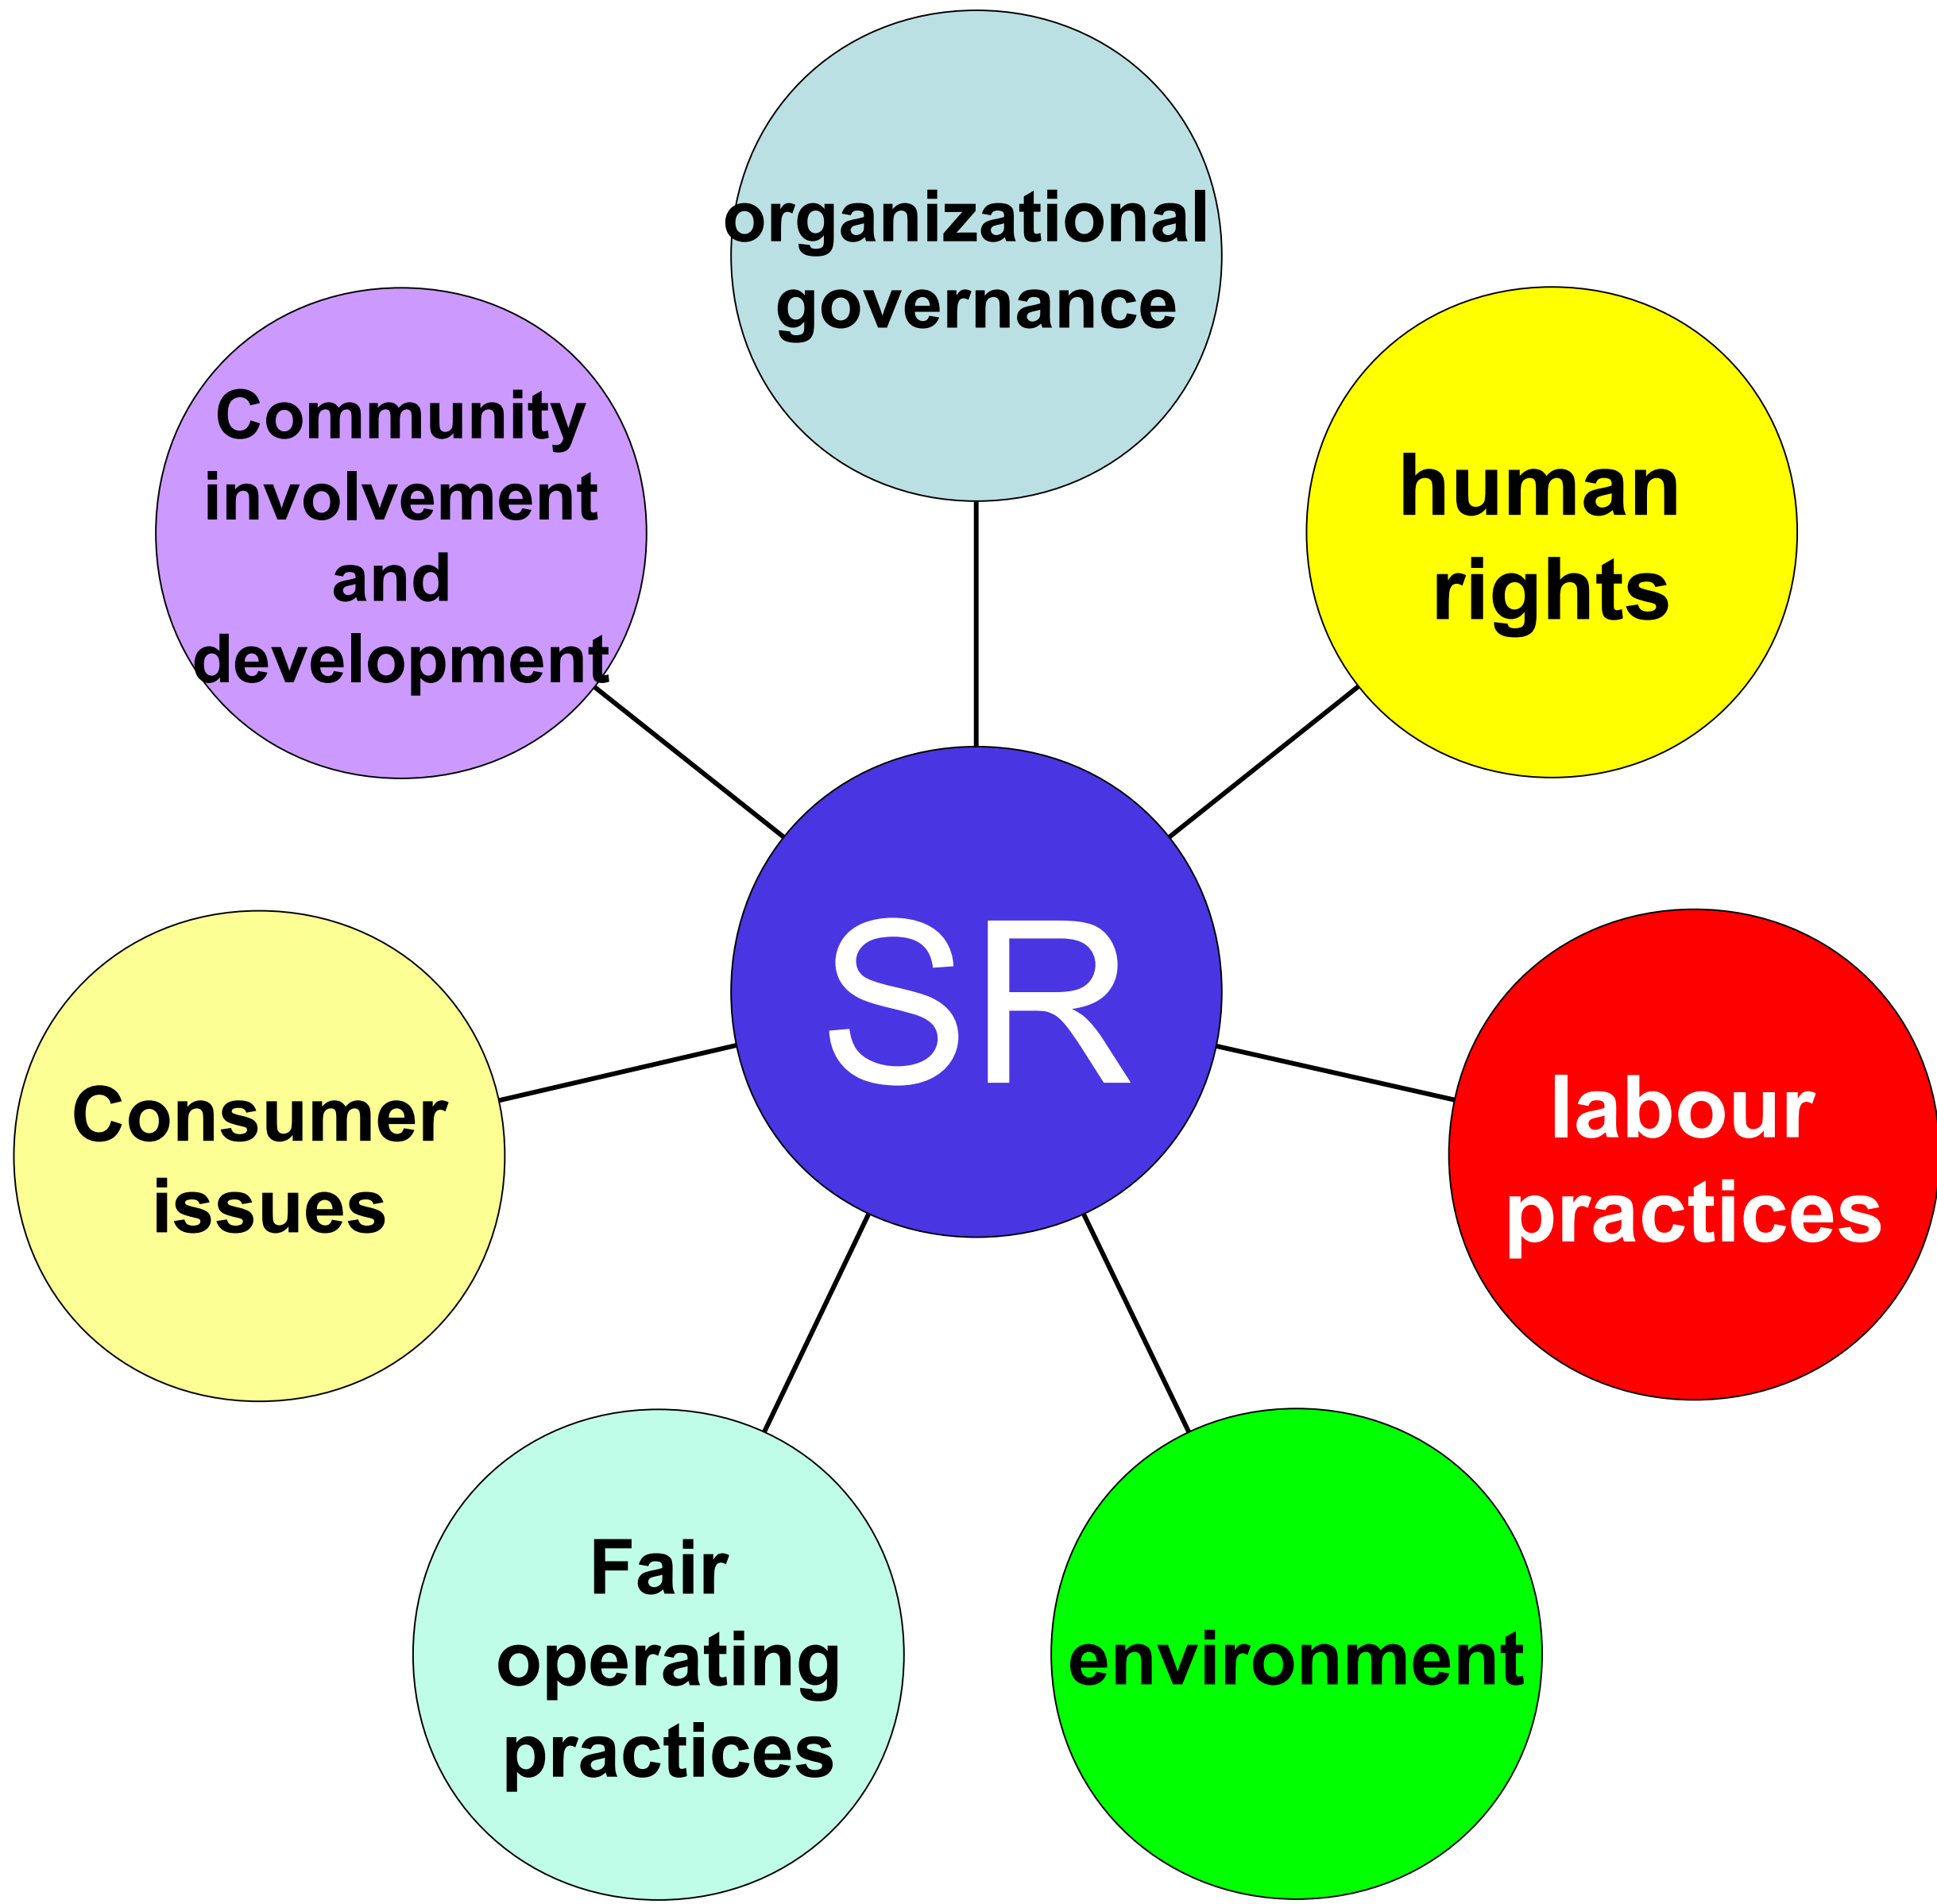 organizational
governance
human
rights
labour
practices
environment
Fair
operating
practices
Consumer
issues
Community
involvement
and
development
SR